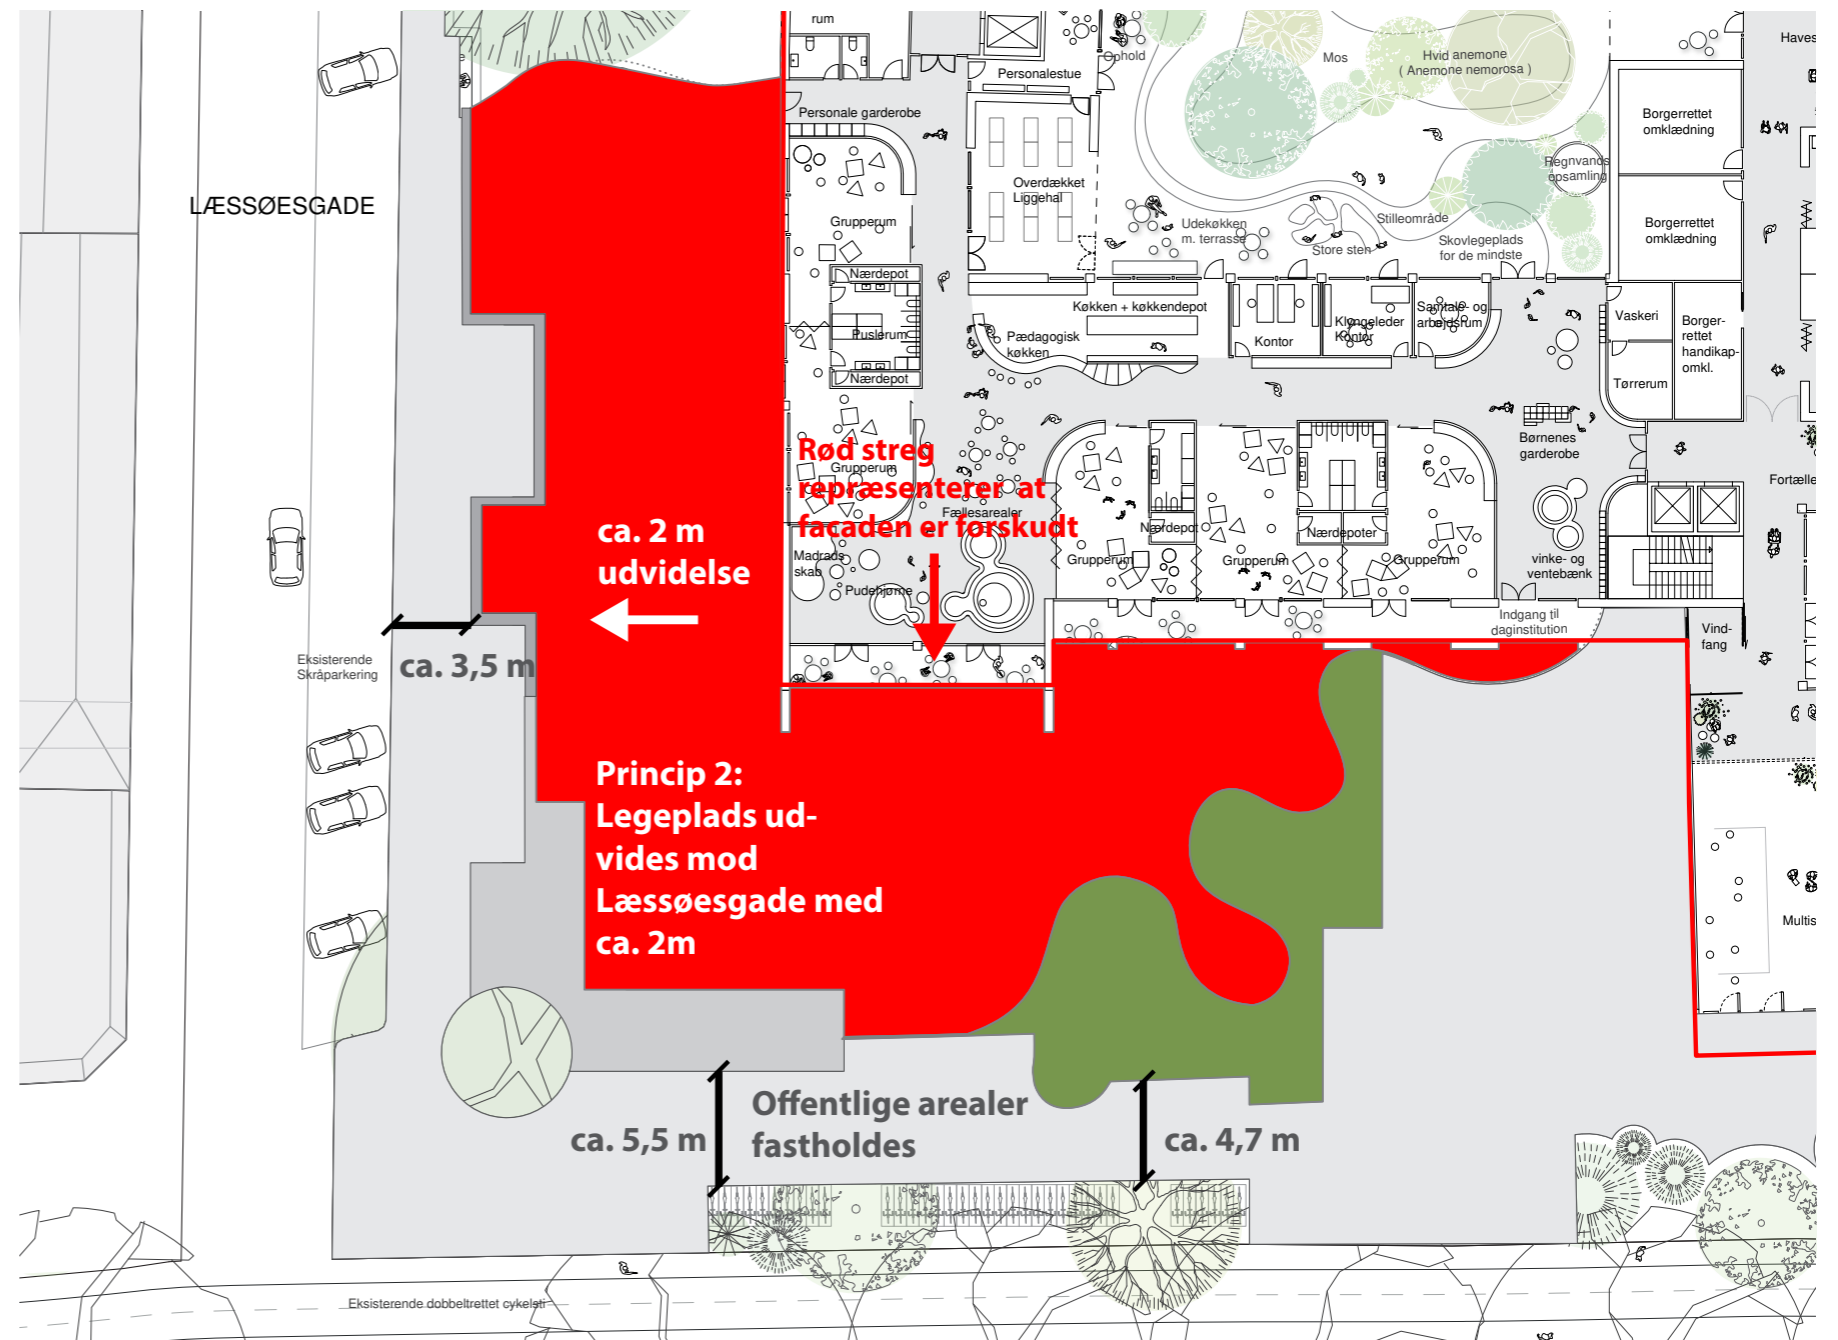 rum
Ophold
Mos
Hvid anemone
( Anemone nemorosa )
Haves
Personalestue
Personale garderobe
Borgerrettet
omklædning
Overdækket
Liggehal
Regnvands
opsamling
LÆSSØESGADE
Grupperum
Udekøkken
m. terrasse
Store sten
Stilleområde
Skovlegeplads
for de mindste
Borgerrettet
omklædning
Nærdepot
Puslerum
Nærdepot
Køkken + køkkendepot
Pædagogisk
køkken
Kontor
Klyngeleder
Kontor
Samtale- og
arbejdsrum
Vaskeri
Borger-
rettet
handikap-
omkl.
Tørrerum
Rød streg
repræsenterer at
facaden er forskudt
Grupperum
Fællesarealer
Børnenes
garderobe
Fortælle
ca. 2 m
udvidelse
Madrads
skab
Pudehjørne
Nærdepot
Grupperum
Grupperum
Nærdepoter
Grupperum
vinke- og
ventebænk
Indgang til
daginstitution
Vind-
fang
Eksisterende
Skråparkering
ca. 3,5 m
Princip 2:
Legeplads ud-
vides mod
Læssøesgade med
ca. 2m
Multis
Offentlige arealer
fastholdes
ca. 5,5 m
ca. 4,7 m
Eksisterende dobbeltrettet cykelsti